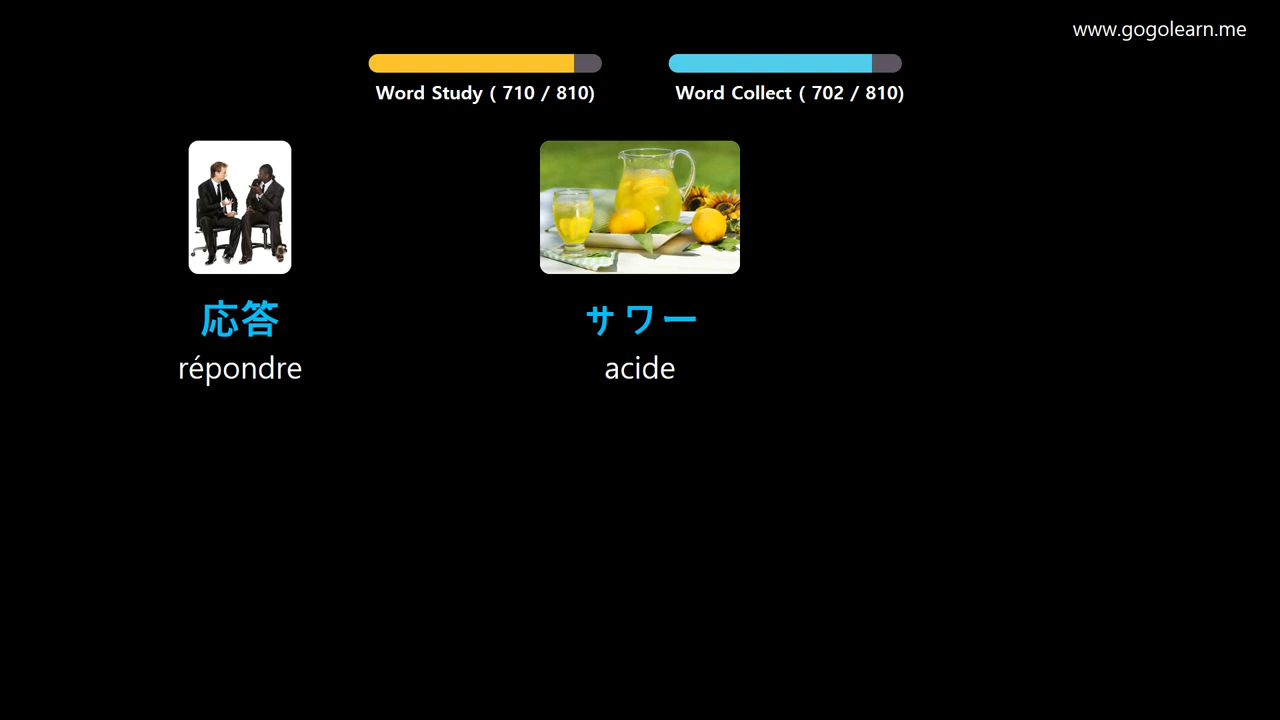 www.gogolearn.me
Word Study ( 710 / 810)
Word Collect ( 702 / 810)
応答
répondre
サワー
acide